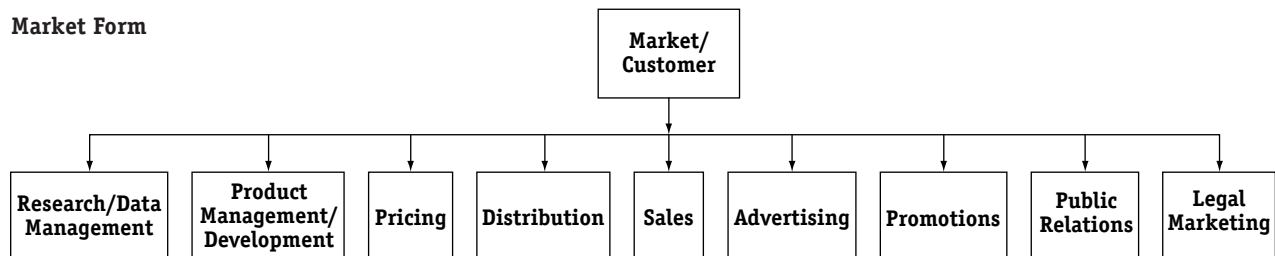 Market Form
Market/
Customer
Research/Data
Management
Product
Management/
Development
Pricing
Distribution
Sales
Advertising
Promotions
Public
Relations
Legal
Marketing